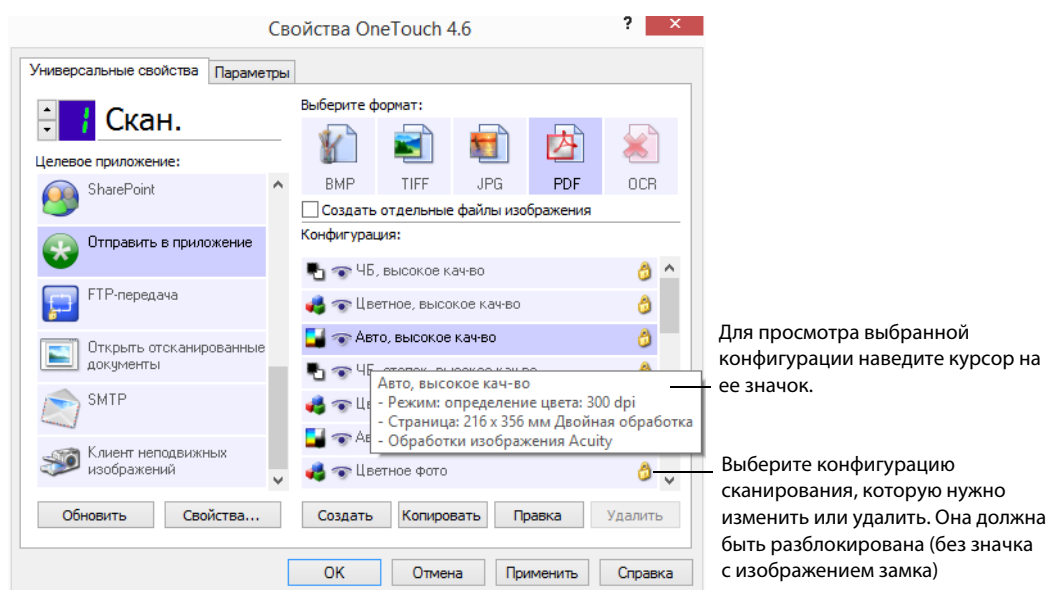 Свойства OneTouch 4.6
?
×
Универсальные свойства
Параметры
1
Скан.
Целевое приложение:
SharePoint
Отправить в приложение
FTP-передача
Открыть отсканированные
документы
SMTP
Клиент неподвижных
изображений
Обновить
Свойства...
Выберите формат:
BMP
TIFF
JPG
PDF
OCR
Создать отдельные файлы изображения
Конфигурация:
ЧБ, высокое кач-во
Цветное, высокое кач-во
Авто, высокое кач-во
Авто, высокое кач-во
- Режим: определение цвета: 300 dpi
- Страница: 216 x 356 мм Двойная обработка
- Обработки изображения Acuity
Цветное фото
Создать
Копировать
Правка
Удалить
OK
Отмена
Применить
Справка
Для просмотра выбранной
конфигурации наведите курсор на
ее значок.
Выберите конфигурацию
сканирования, которую нужно
изменить или удалить. Она должна
быть разблокирована (без значка
с изображением замка)